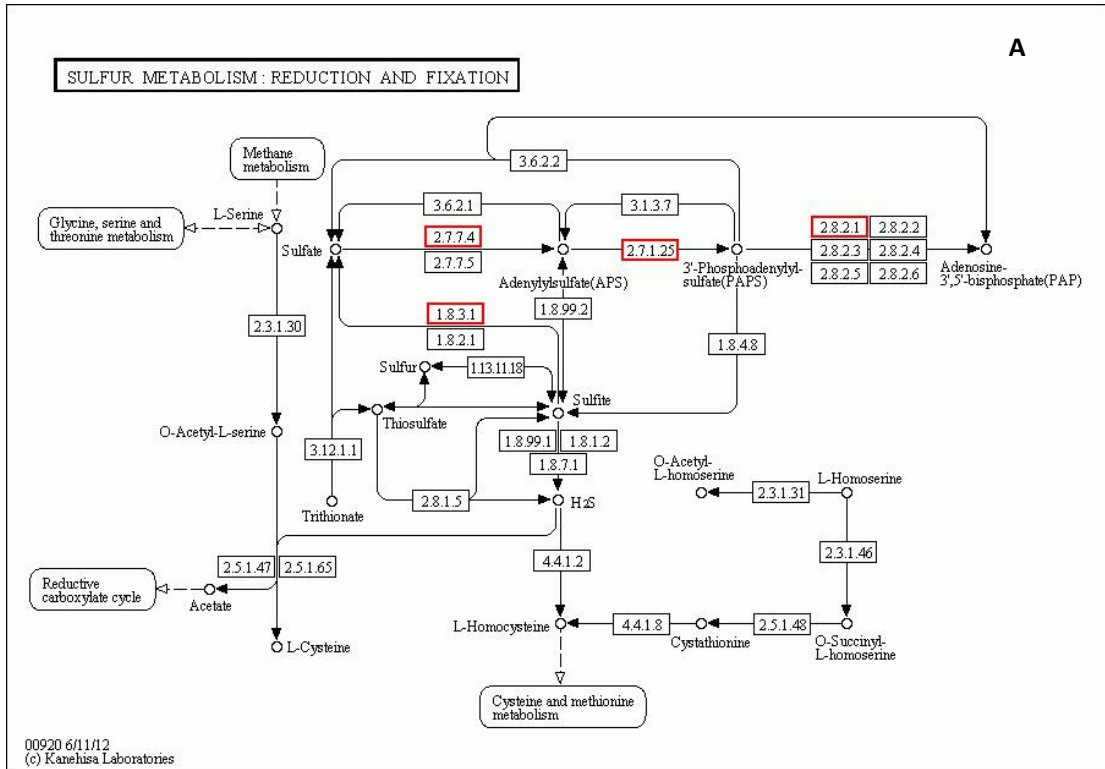 A
SULFUR METABOLISM : REDUCTION AND FIXATION
Methane
metabolism
3.6.2.2
Glycine, serine and
threonine metabolism
L-Serine
3.6.2.1
3.1.3.7
Sulfate
2.7.7.4
2.7.7.5
Adenylylsulfate(APS)
2.7.1.25
3'-Phosphoadenylyl-
sulfate(PAPS)
2.8.2.1
2.8.2.2
2.8.2.3
2.8.2.4
2.8.2.5
2.8.2.6
Adenosine-
3',5'-bisphosphate(PAP)
2.3.1.30
1.8.3.1
1.8.2.1
1.8.99.2
1.8.4.8
Sulfur
1.13.11.18
Thiosulfate
Sulfite
O-Acetyl-L-serine
3.12.1.1
1.8.99.1
1.8.1.2
1.8.7.1
Trithionate
2.8.1.5
H2S
O-Acetyl-
L-homoserine
2.3.1.31
L-Homoserine
2.3.1.46
2.5.1.47
2.5.1.65
4.4.1.2
Reductive
carboxylate cycle
Acetate
L-Cysteine
L-Homocysteine
4.4.1.8
Cystathionine
2.5.1.48
O-Succinyl-
L-homoserine
Cysteine and methionine
metabolism
00920 6/11/12
(c) Kanehisa Laboratories